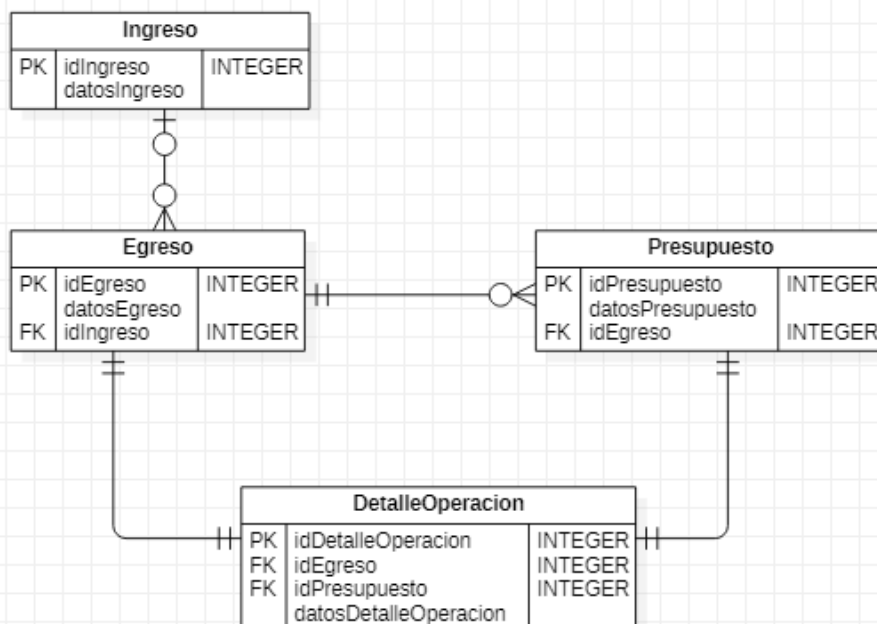 Ingreso
PK idIngreso INTEGER
datosIngreso
Egreso
PK idEgreso INTEGER
datosEgreso
FK idIngreso INTEGER
Presupuesto
PK idPresupuesto INTEGER
datosPresupuesto
FK idEgreso INTEGER
DetalleOperacion
PK idDetalleOperacion INTEGER
FK idEgreso INTEGER
FK idPresupuesto INTEGER
datosDetalleOperacion